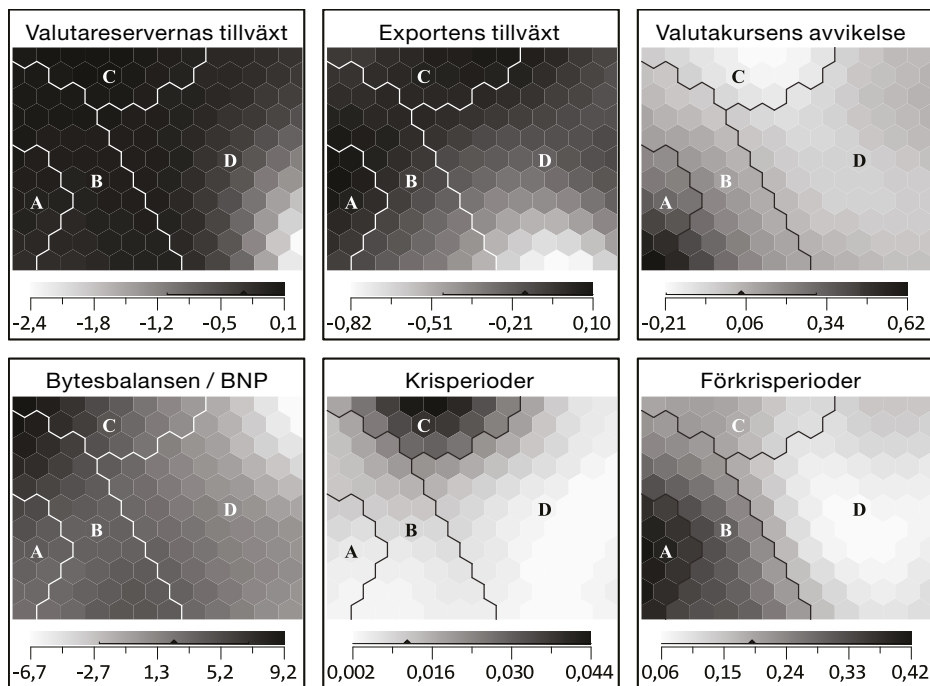 Valutareservernas tillväxt
C
D
B
A
-2,4 -1,8 -1,2 -0,5 0,1
Exportens tillväxt
C
D
B
A
-0,82 -0,51 -0,21 0,10
Valutakursens avvikelse
C
D
B
A
-0,21 0,06 0,34 0,62
Bytesbalansen / BNP
C
D
B
A
-6,7 -2,7 1,3 5,2 9,2
Krisperioder
C
D
B
A
0,002 0,016 0,030 0,044
Förkrisperioder
C
D
B
A
0,06 0,15 0,24 0,33 0,42